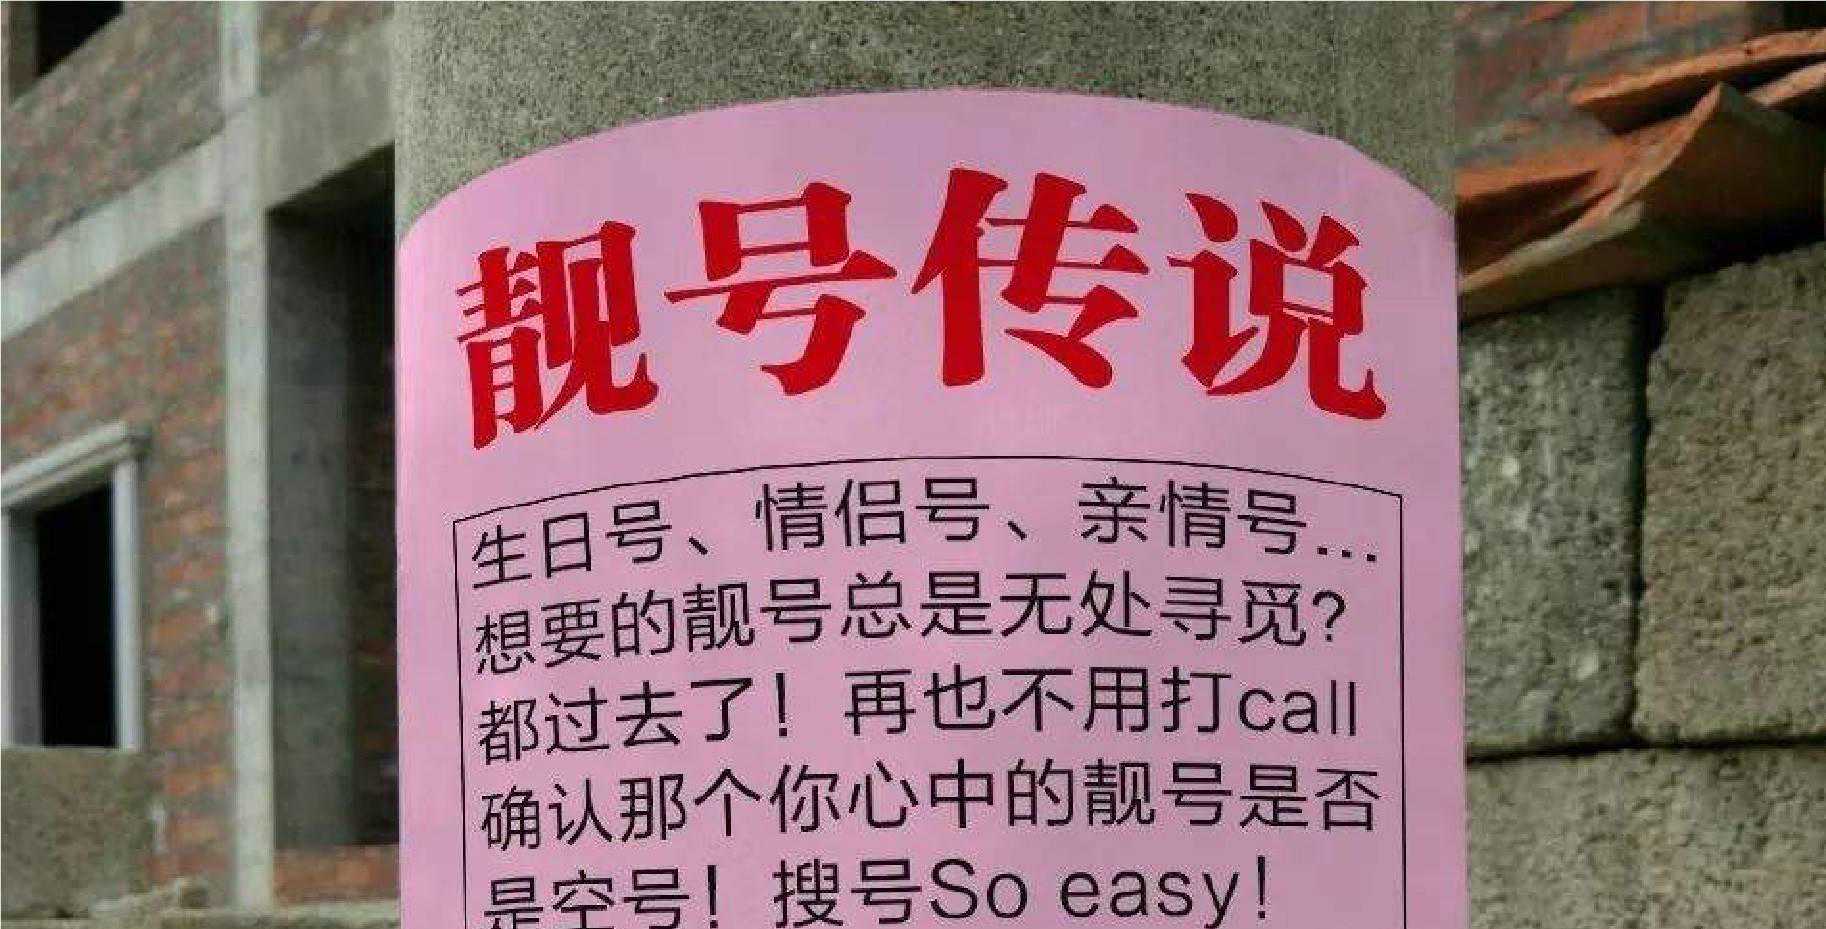 靓号传说
生日号、情侣号、亲情号...
想要的靓号总是无处寻觅?
都过去了！再也不用打call
确认那个你心中的靓号是否
是空号！搜号So easy！